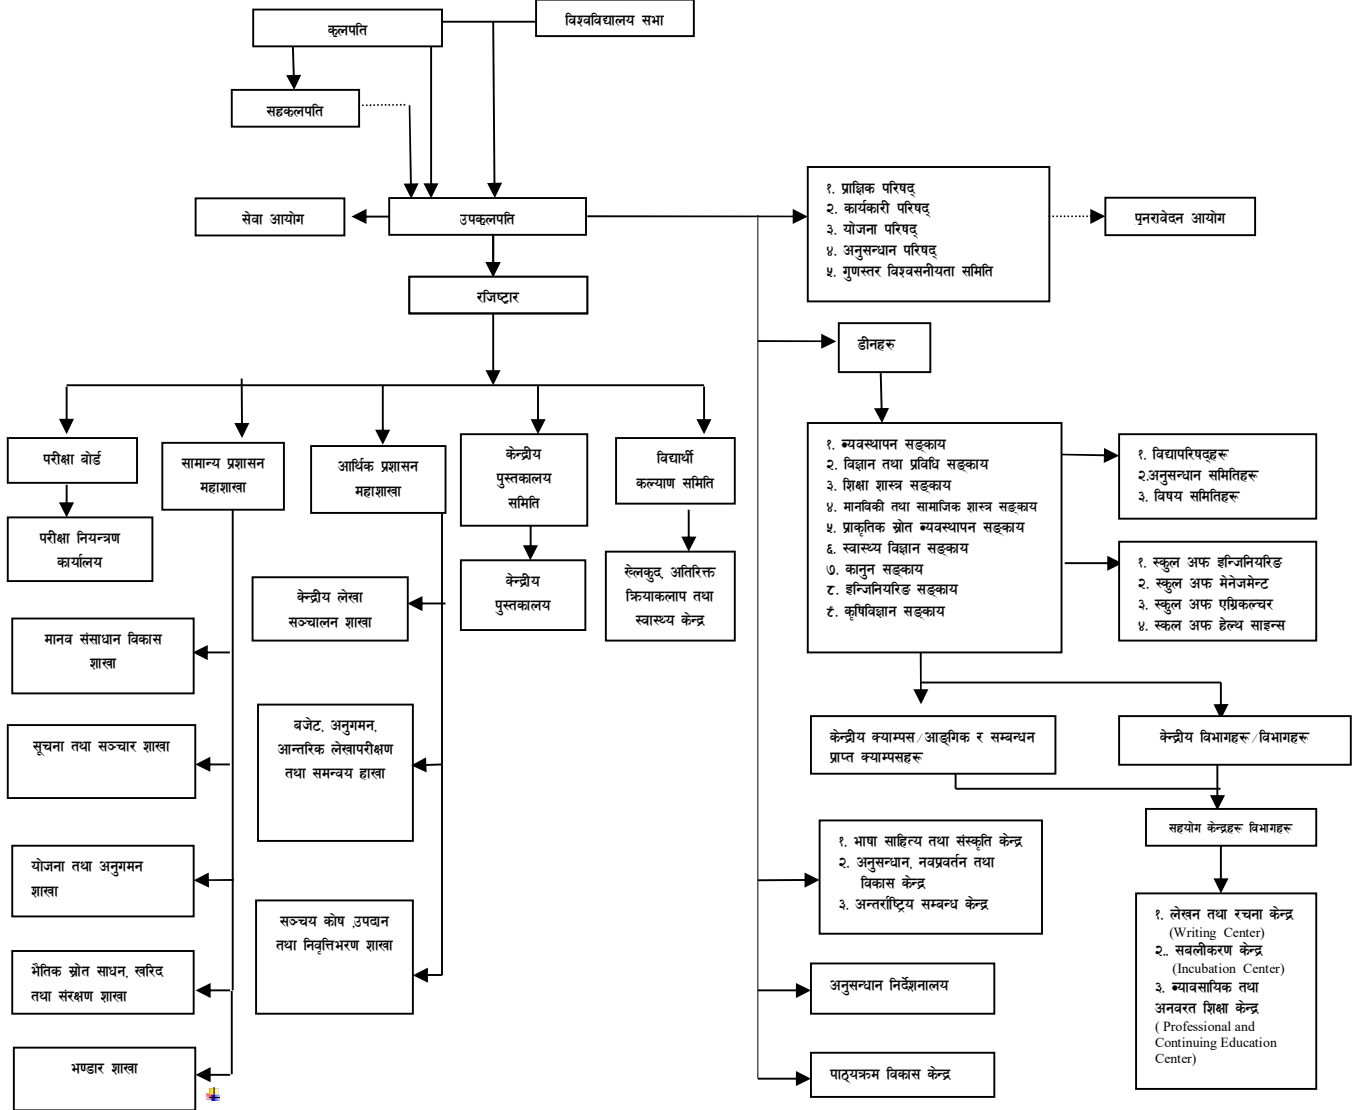 विश्वविद्यालय सभा
कुलपति
सहकुलपति
सेवा आयोग
उपकुलपति
१. प्राज्ञिक परिषद्
२. कार्यकारी परिषद्
३. योजना परिषद्
४. अनुसन्धान परिषद्
५. गुणस्तर विश्वसनीयता समिति
पुनरावेदन आयोग
रजिष्ट्रार
डीनहरु
परीक्षा बोर्ड
सामान्य प्रशासन
महाशाखा
आर्थिक प्रशासन
महाशाखा
केन्द्रीय
पुस्तकालय
समिति
विद्यार्थी
कल्याण समिति
परीक्षा नियन्त्रण
कार्यालय
केन्द्रीय
पुस्तकालय
खेलकुद, अतिरिक्त
क्रियाकलाप तथा
स्वास्थ्य केन्द्र
१. ब्यवस्थापन सङ्काय
२. विज्ञान तथा प्रविधि सङ्काय
३. शिक्षा शास्त्र सङ्काय
४. मानविकी तथा सामाजिक शास्त्र सङ्काय
५. प्राकृतिक स्रोत ब्यवस्थापन सङ्काय
६. स्वास्थ्य विज्ञान सङ्काय
७. कानुन सङ्काय
८. इन्जिनियरिङ सङ्काय
९. कृषिविज्ञान सङ्काय
१. विद्यापरिषद्हरू
२.अनुसन्धान समितिहरू
३. विषय समितिहरू
१. स्कुल अफ इन्जिनियरिङ
२. स्कुल अफ मेनेजमेन्ट
३. स्कुल अफ एग्रिकल्चर
४. स्कुल अफ हेल्थ साइन्स
केन्द्रीय लेखा
सञ्चालन शाखा
मानव संसाधान विकास
शाखा
बजेट, अनुगमन,
आन्तरिक लेखापरीक्षण
तथा समन्वय हाखा
सूचना तथा सञ्चार शाखा
केन्द्रीय क्याम्पस/आङ्गिक र सम्बन्धन
प्राप्त क्याम्पसहरू
केन्द्रीय विभागहरू/विभागहरू
सहयोग केन्द्रहरू विभागहरू
१. भाषा साहित्य तथा संस्कृति केन्द्र
२. अनुसन्धान, नवप्रवर्तन तथा
विकास केन्द्र
३. अन्तर्राष्ट्रिय सम्बन्ध केन्द्र
योजना तथा अनुगमन
शाखा
सञ्चय कोष ,उपदान
तथा निवृत्तिभरण शाखा
१. लेखन तथा रचना केन्द्र
(Writing Center)
२.. सबलीकरण केन्द्र
(Incubation Center)
३. ब्यावसायिक तथा
अनवरत शिक्षा केन्द्र
( Professional and
Continuing Education
Center)
भैतिक स्रोत साधन, खरिद
तथा संरक्षण शाखा
अनुसन्धान निर्देशनालय
भण्डार शाखा
पाठ्यक्रम विकास केन्द्र